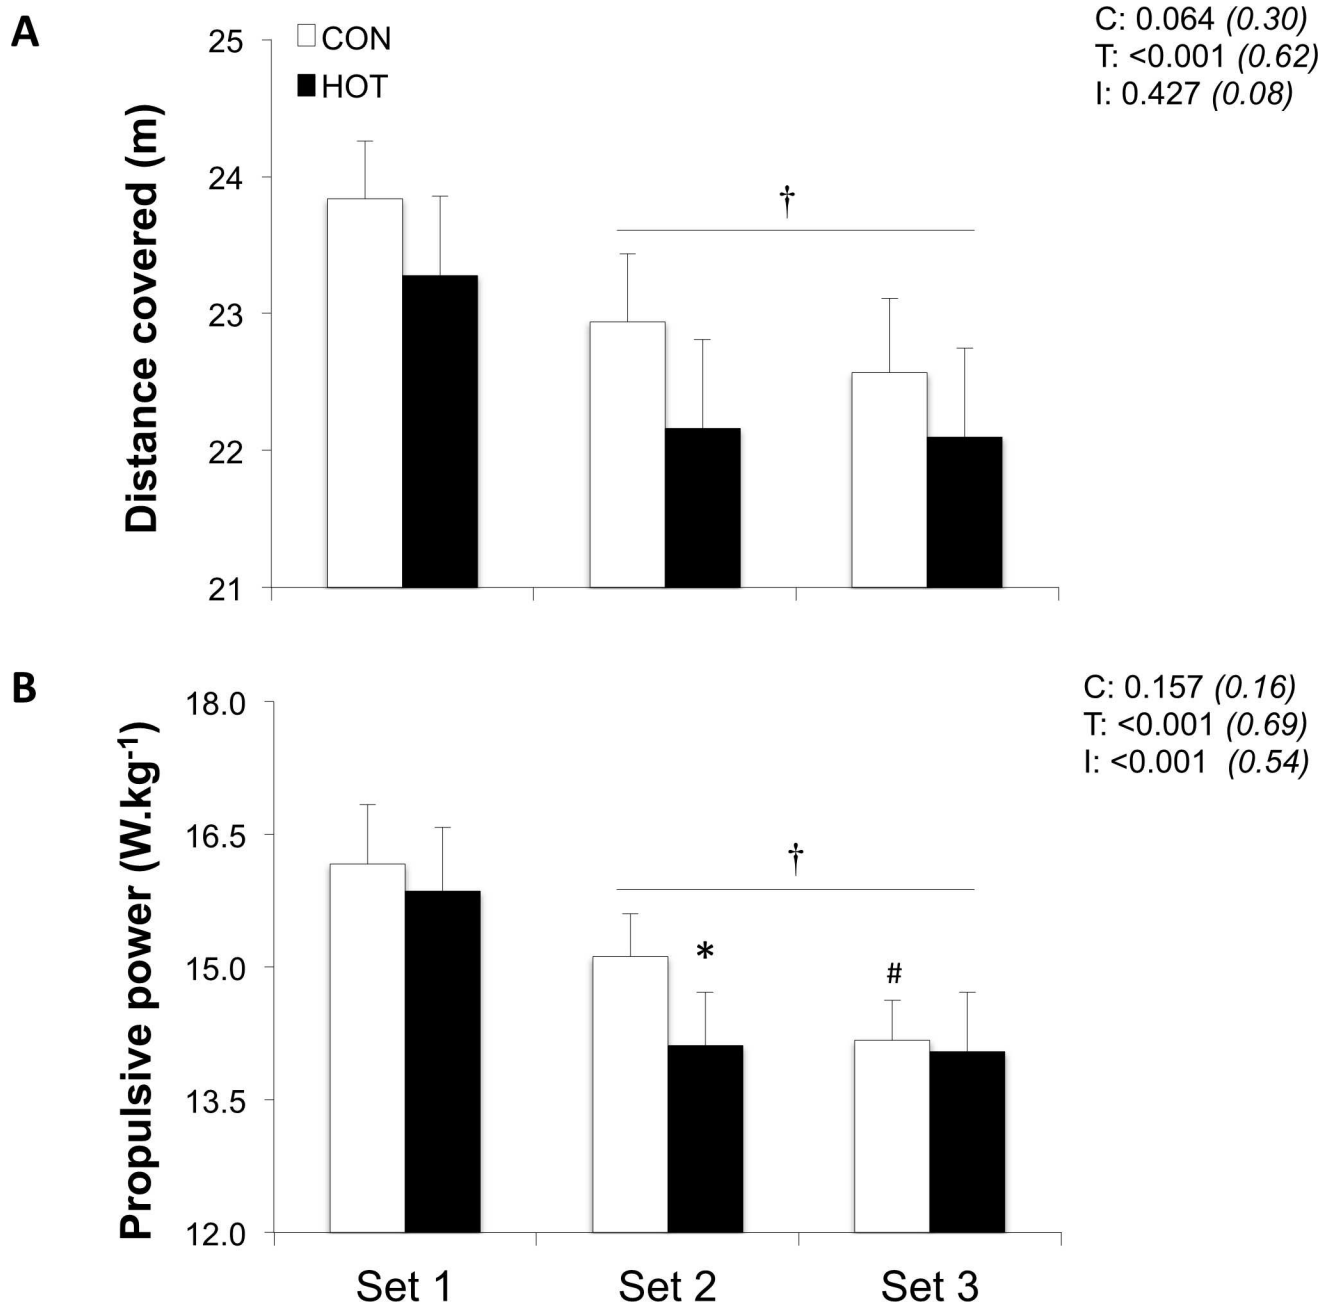 A
CON
HOT
C: 0.064 (0.30)
T: <0.001 (0.62)
I: 0.427 (0.08)
Distance covered (m)
25
24
23
22
21
†
B
C: 0.157 (0.16)
T: <0.001 (0.69)
I: <0.001 (0.54)
Propulsive power (W.kg-1)
18.0
16.5
15.0
13.5
12.0
†
*
#
Set 1
Set 2
Set 3